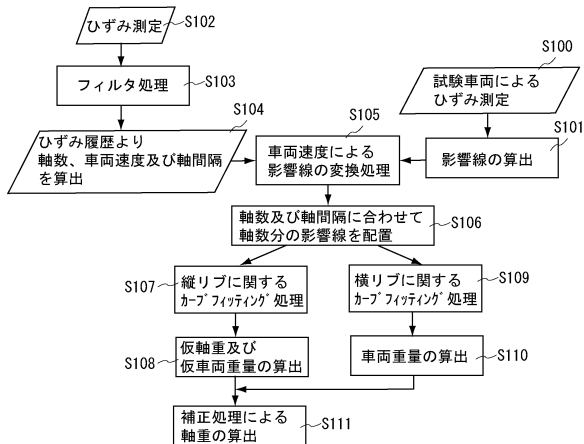 ひずみ測定
S102
フィルタ処理
S103
ひずみ履歴より
軸数、車両速度及び軸間隔
を算出
S104
試験車両による
ひずみ測定
S100
影響線の算出
S101
車両速度による
影響線の変換処理
S105
軸数及び軸間隔に合わせて
軸数分の影響線を配置
S106
縦リブに関する
ｶｰﾌﾞﾌｨｯﾃｨﾝｸﾞ処理
S107
仮軸重及び
仮車両重量の算出
S108
横リブに関する
ｶｰﾌﾞﾌｨｯﾃｨﾝｸﾞ処理
S109
車両重量の算出
S110
補正処理による
軸重の算出
S111